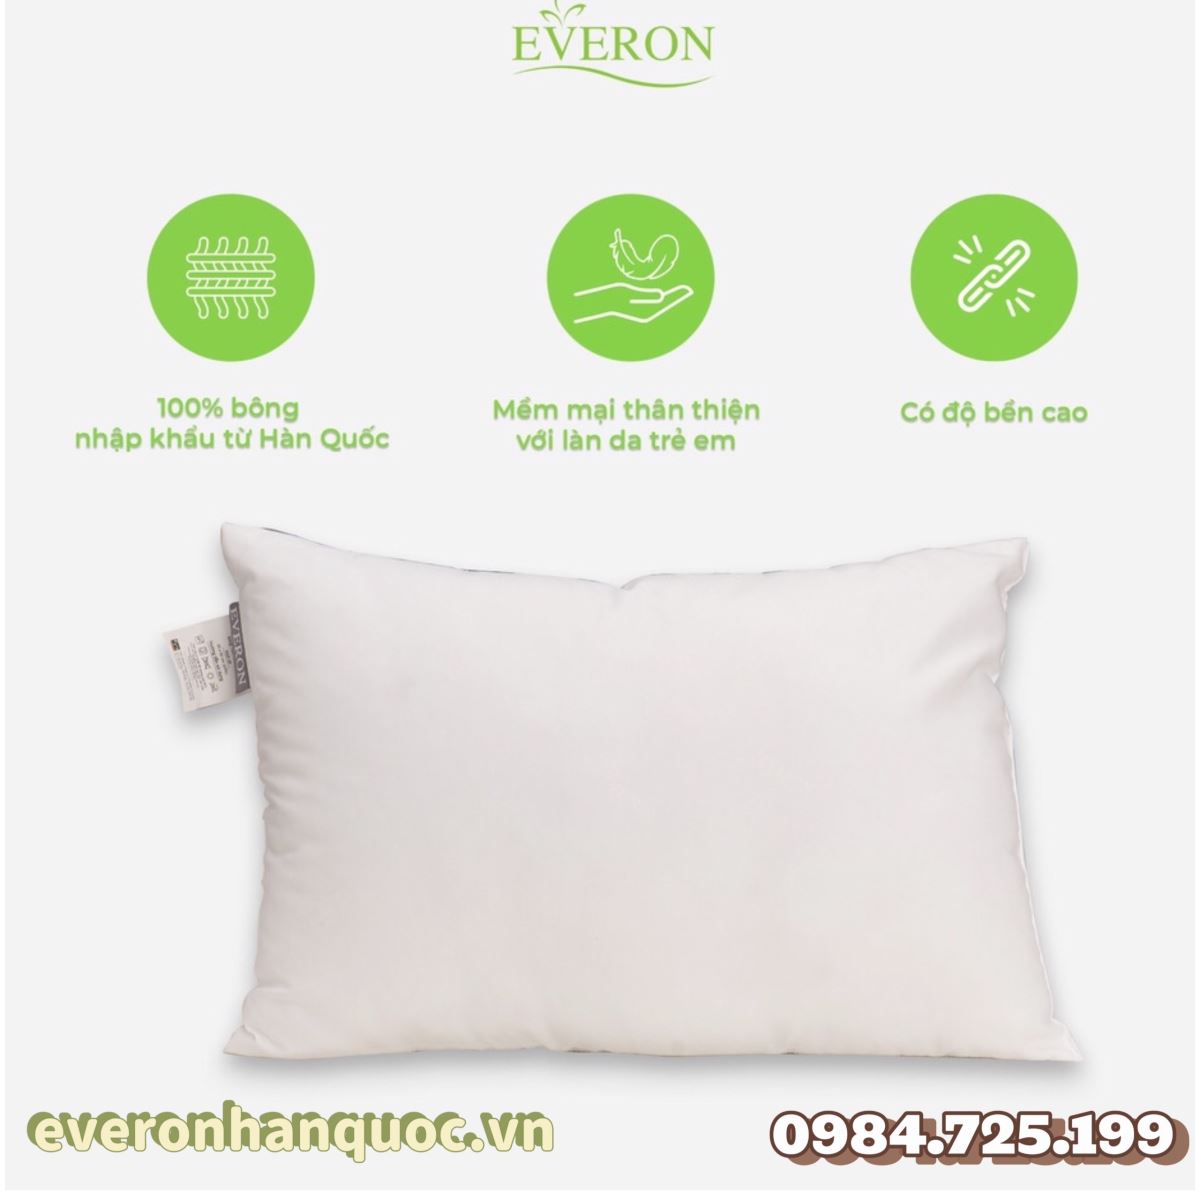 EVERON
100% bông
nhập khẩu từ Hàn Quốc
Mềm mại thân thiện
với làn da trẻ em
Có độ bền cao
EVERON
everonhanquoc.vn
0984.725.199